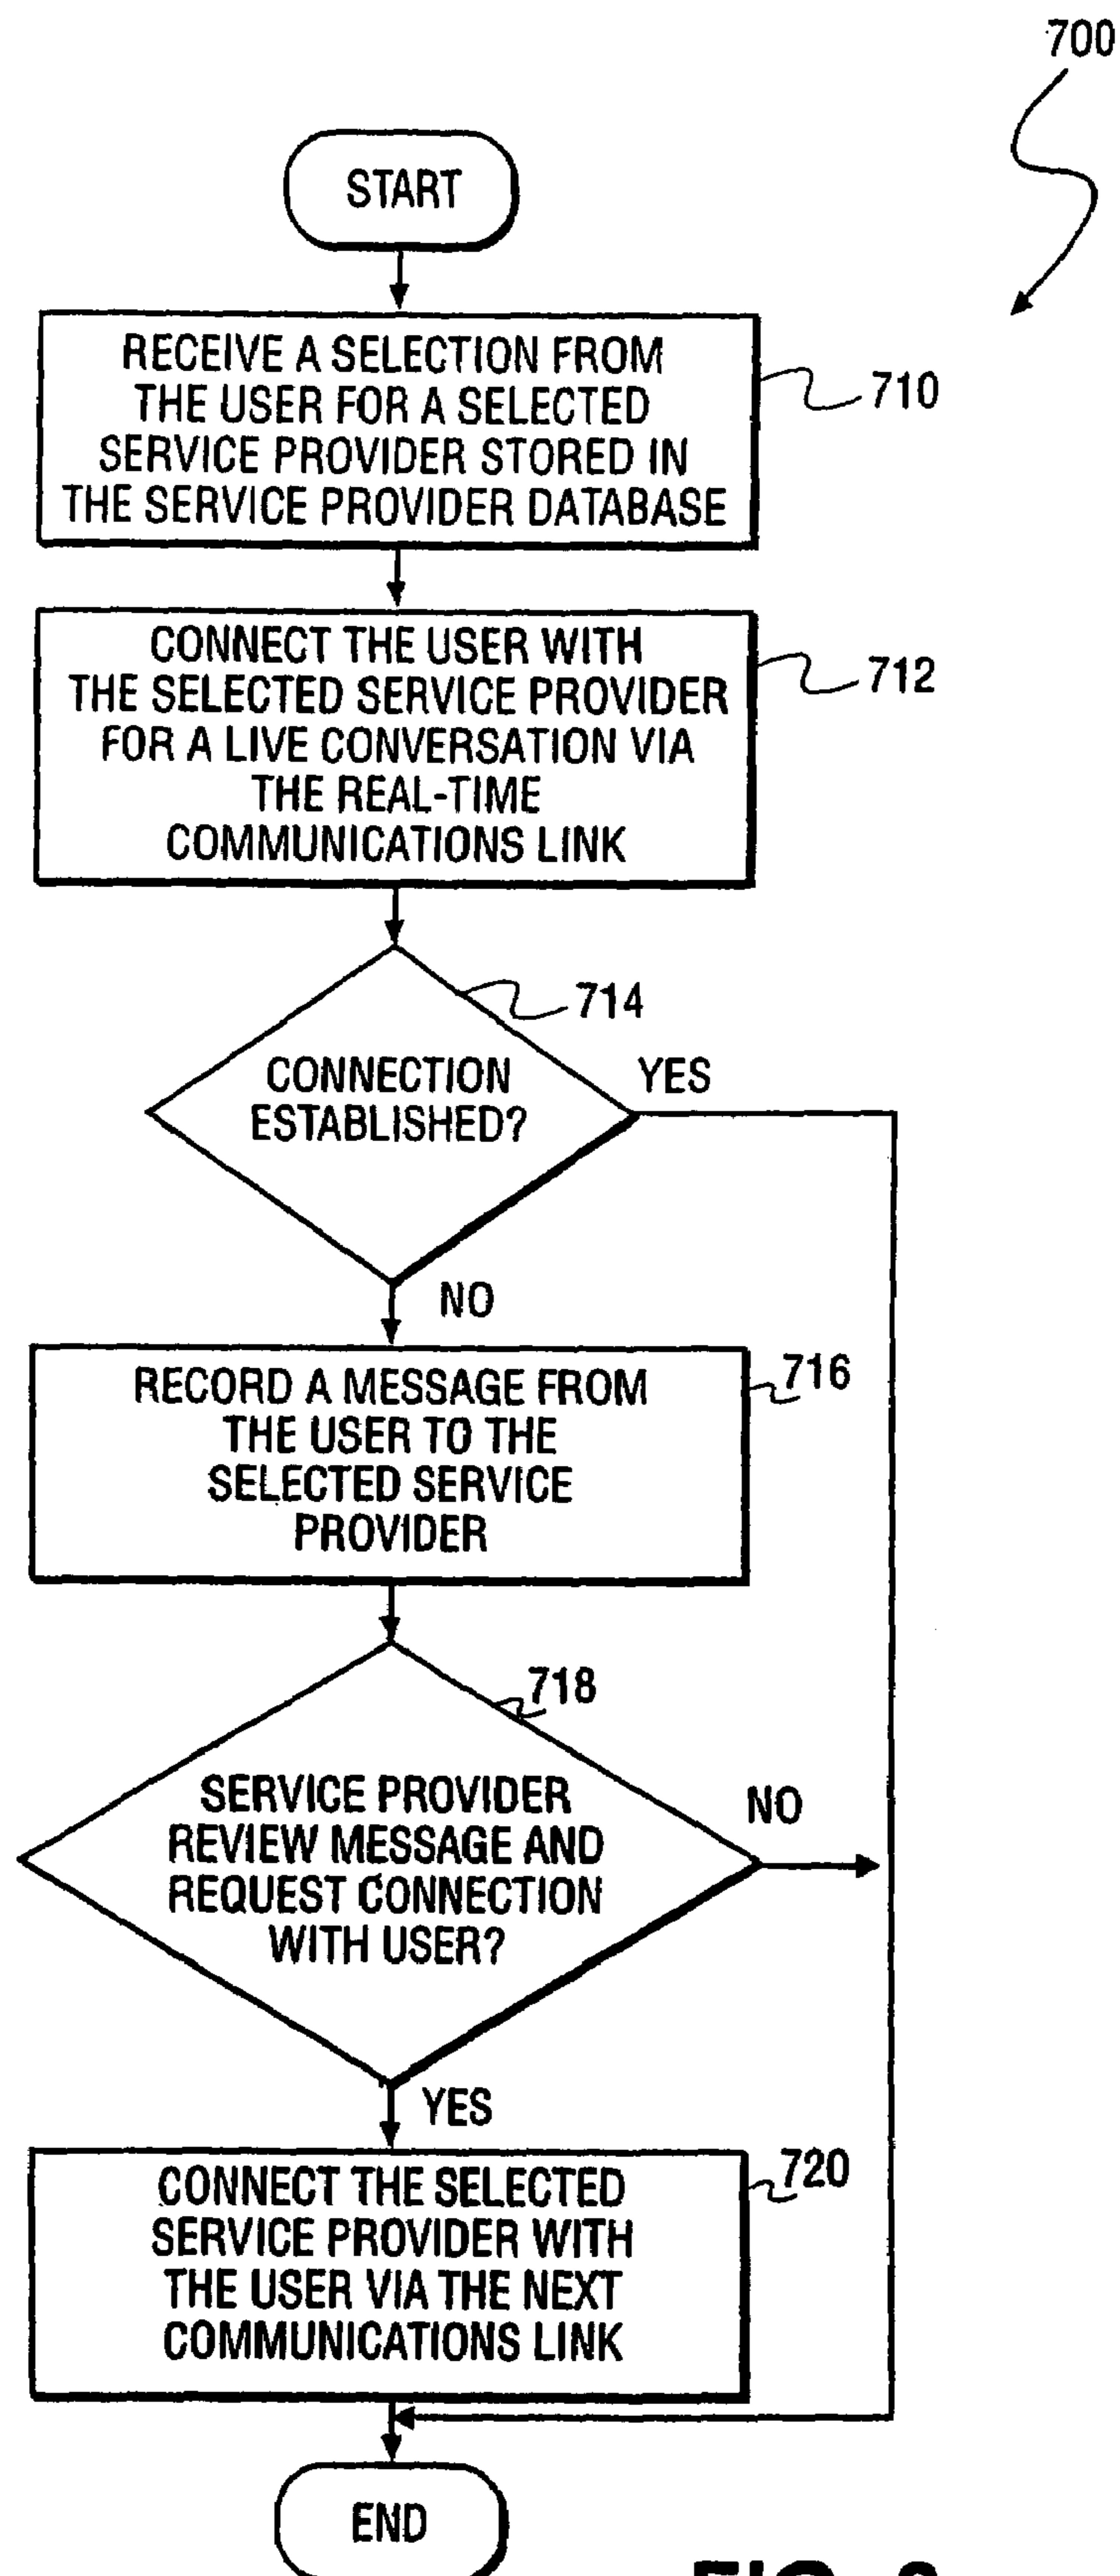 700
START
RECEIVE A SELECTION FROM
THE USER FOR A SELECTED
SERVICE PROVIDER STORED IN
THE SERVICE PROVIDER DATABASE
710
CONNECT THE USER WITH
THE SELECTED SERVICE PROVIDER
FOR A LIVE CONVERSATION VIA
THE REAL-TIME
COMMUNICATIONS LINK
712
714
CONNECTION
ESTABLISHED?
YES
NO
RECORD A MESSAGE FROM
THE USER TO THE
SELECTED SERVICE
PROVIDER
716
718
SERVICE PROVIDER
REVIEW MESSAGE AND
REQUEST CONNECTION
WITH USER?
NO
YES
CONNECT THE SELECTED
SERVICE PROVIDER WITH
THE USER VIA THE NEXT
COMMUNICATIONS LINK
720
END